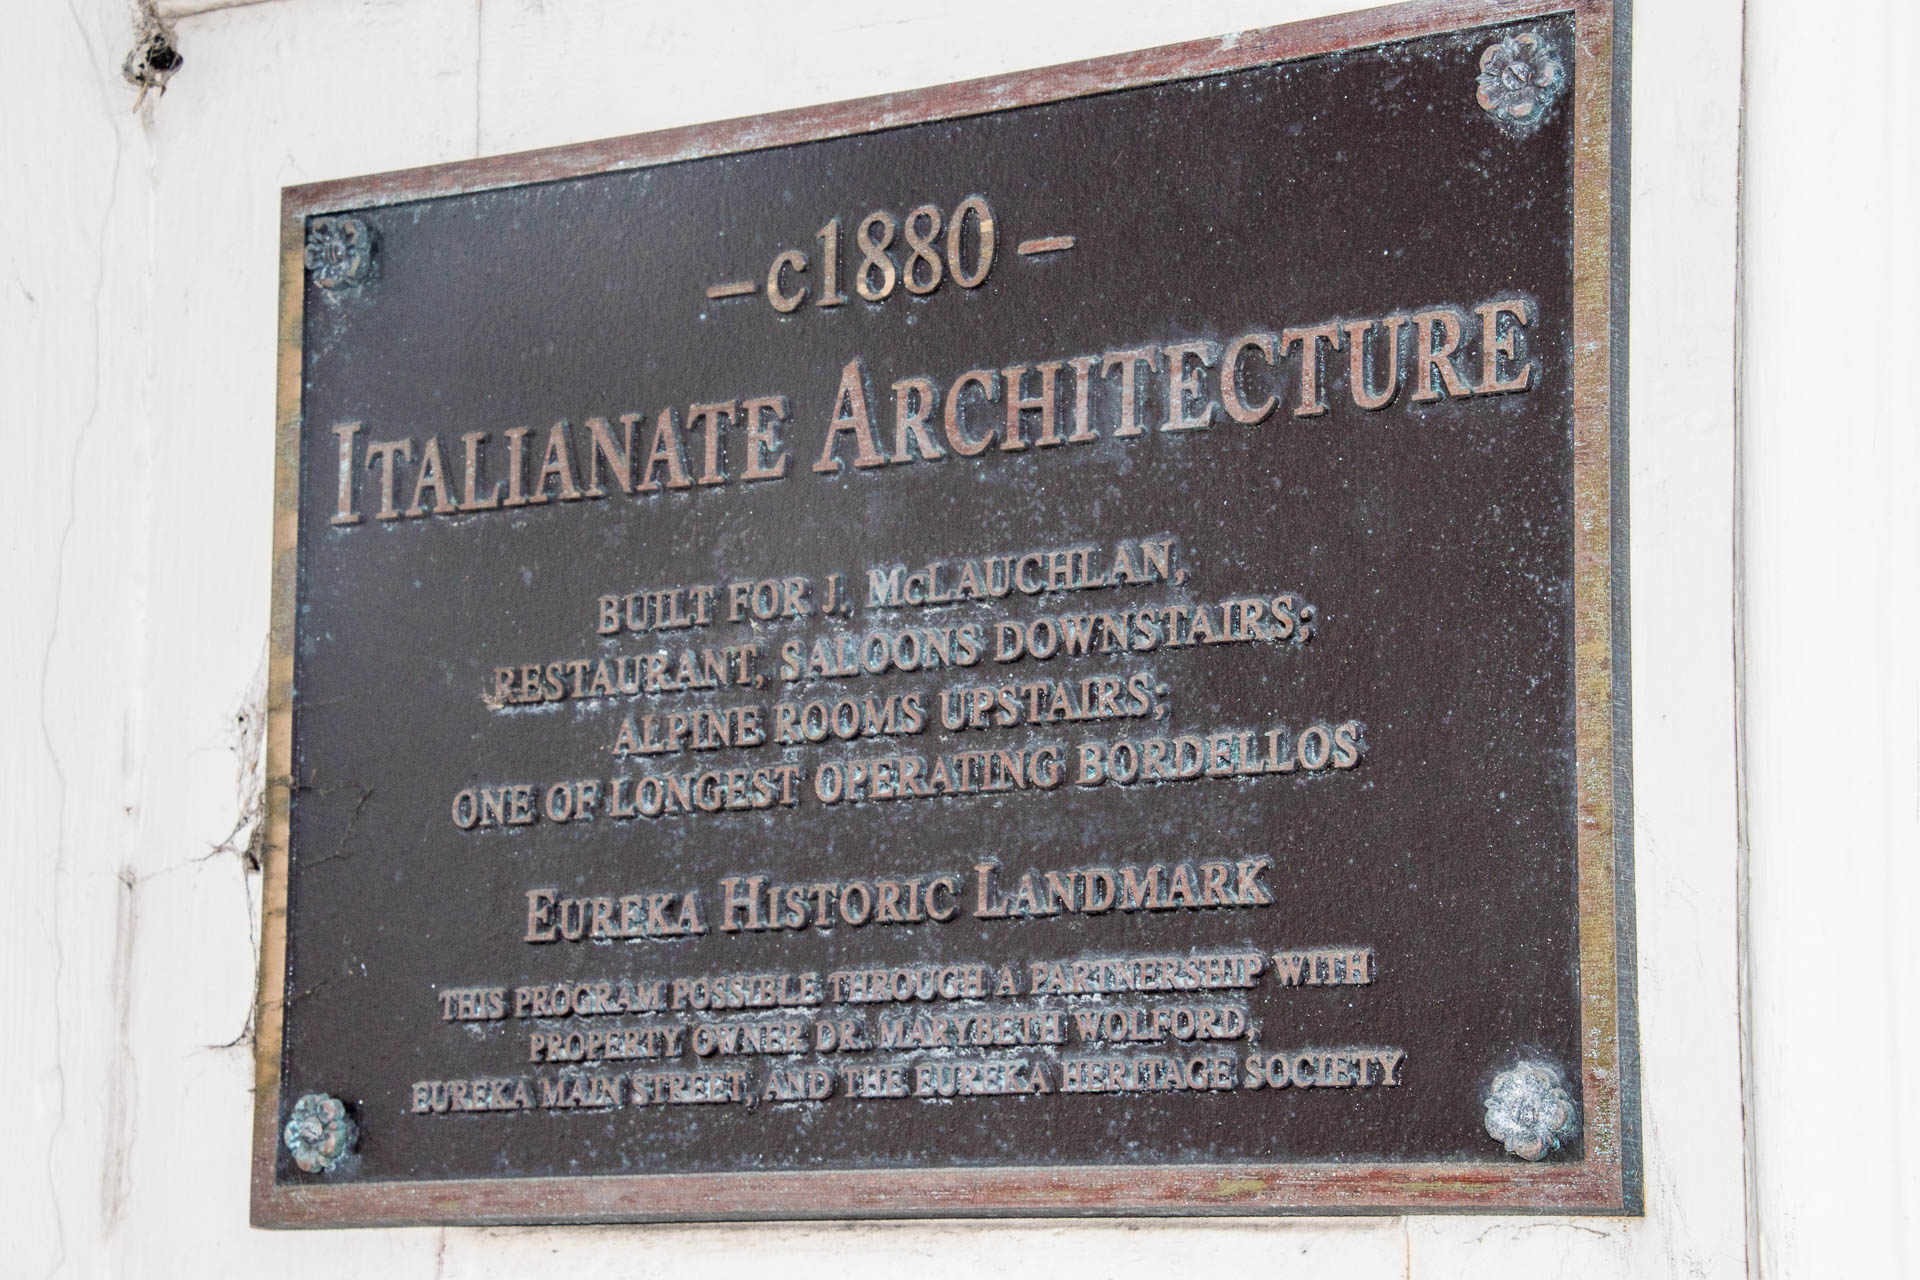 –c1880–
ITALIANATE ARCHITECTURE
BUILT FOR J. McLAUCHLAN,
RESTAURANT, SALOONS DOWNSTAIRS;
ALPINE ROOMS UPSTAIRS;
ONE OF LONGEST OPERATING BORDELLOS
EUREKA HISTORIC LANDMARK
THIS PROGRAM POSSIBLE THROUGH A PARTNERSHIP WITH
PROPERTY OWNER DR. MARYBETH WOLFORD,
EUREKA MAIN STREET, AND THE EUREKA HERITAGE SOCIETY